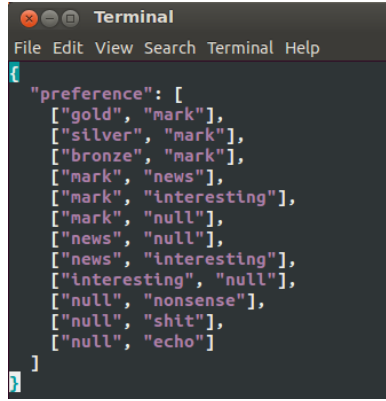 Terminal
File Edit View Search Terminal Help
{
"preference": [
["gold", "mark"],
["silver", "mark"],
["bronze", "mark"],
["mark", "news"],
["mark", "interesting"],
["mark", "null"],
["news", "null"],
["news", "interesting"],
["interesting", "null"],
["null", "nonsense"],
["null", "shit"],
["null", "echo"]
]
}